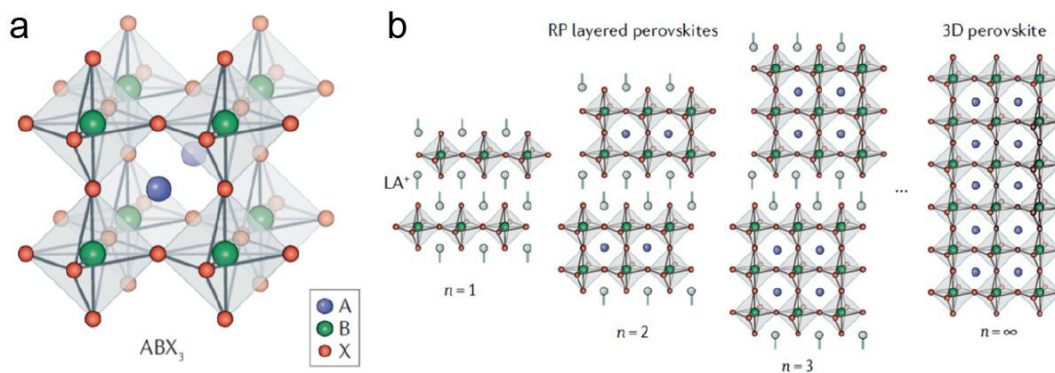 a
ABX₃
A
B
X
b
RP layered perovskites
3D perovskite
LA⁺
...
n = 1
n = 2
n = 3
n = ∞